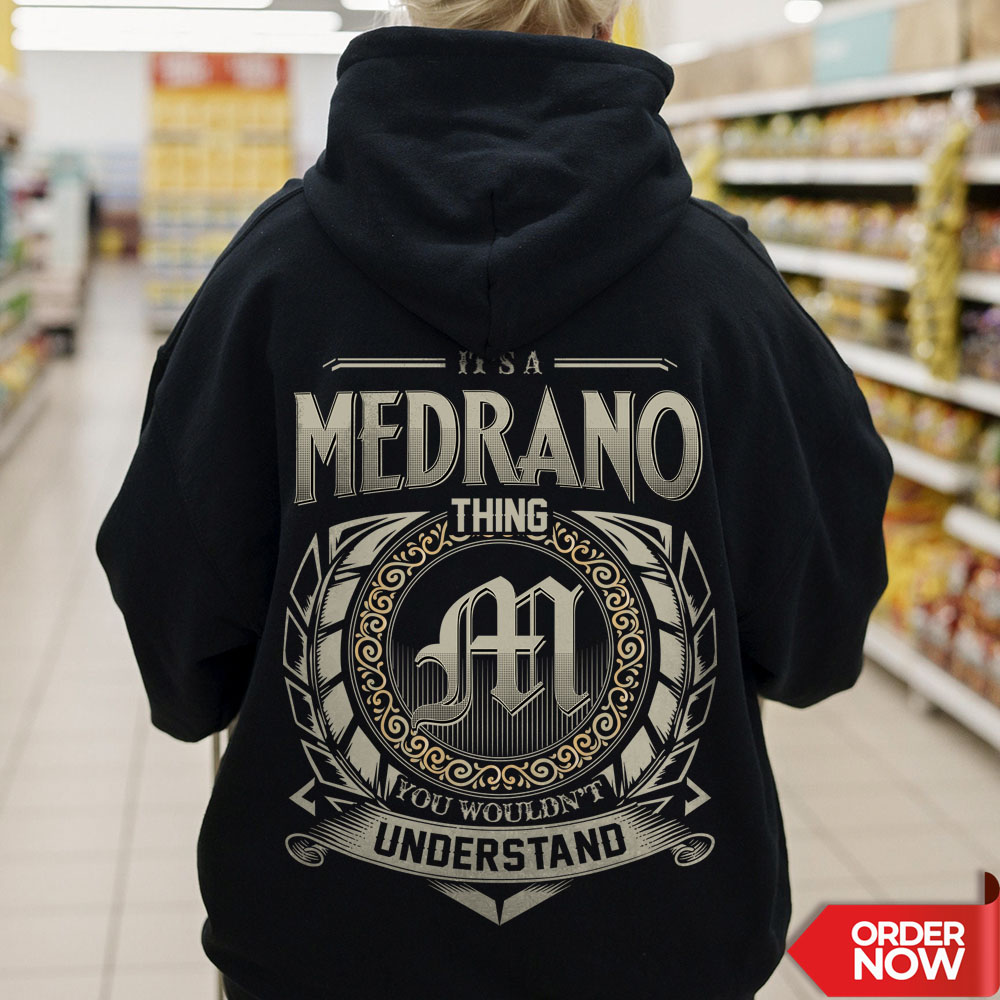 IT'S A
MEDRANO
THING
M
YOU WOULDN'T
UNDERSTAND
ORDER
NOW